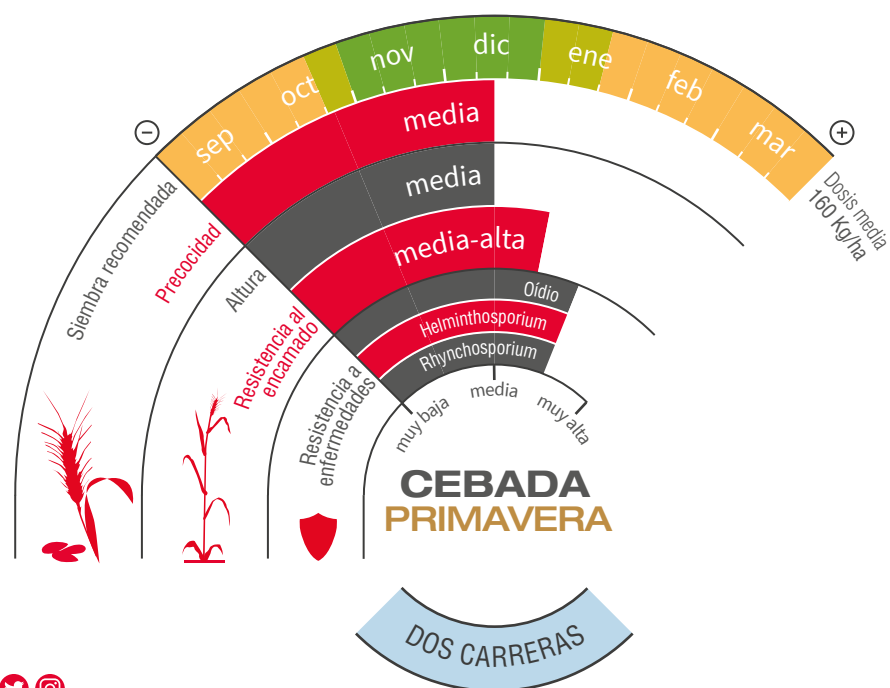 sep
oct
nov
dic
ene
feb
mar
−
+
Siembra recomendada
Dosis media
160 Kg/ha
Precocidad
media
Altura
media
Resistencia al
encamado
media-alta
Resistencia a
enfermedades
Oídio
Helminthosporium
Rhynchosporium
muy baja
media
muy alta
CEBADA
PRIMAVERA
DOS CARRERAS